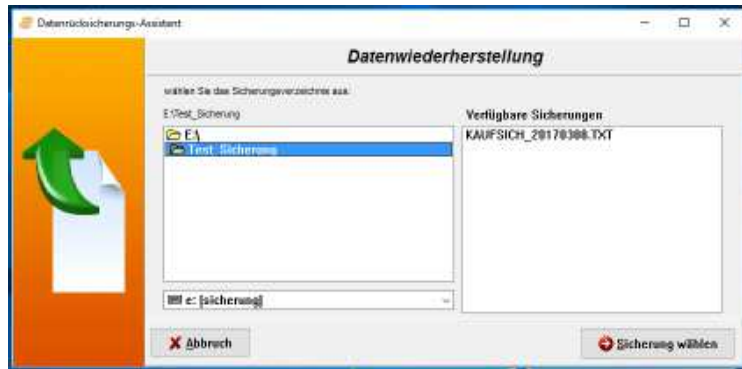 Datenrücksicherungs-Assistent
Datenwiederherstellung
wählen Sie das Sicherungsverzeichnis aus:
E:\Test_Sicherung
Verfügbare Sicherungen
E:\
Test_Sicherung
KAUFSICH_20170308.TXT
e: [sicherung]
Abbruch
Sicherung wählen